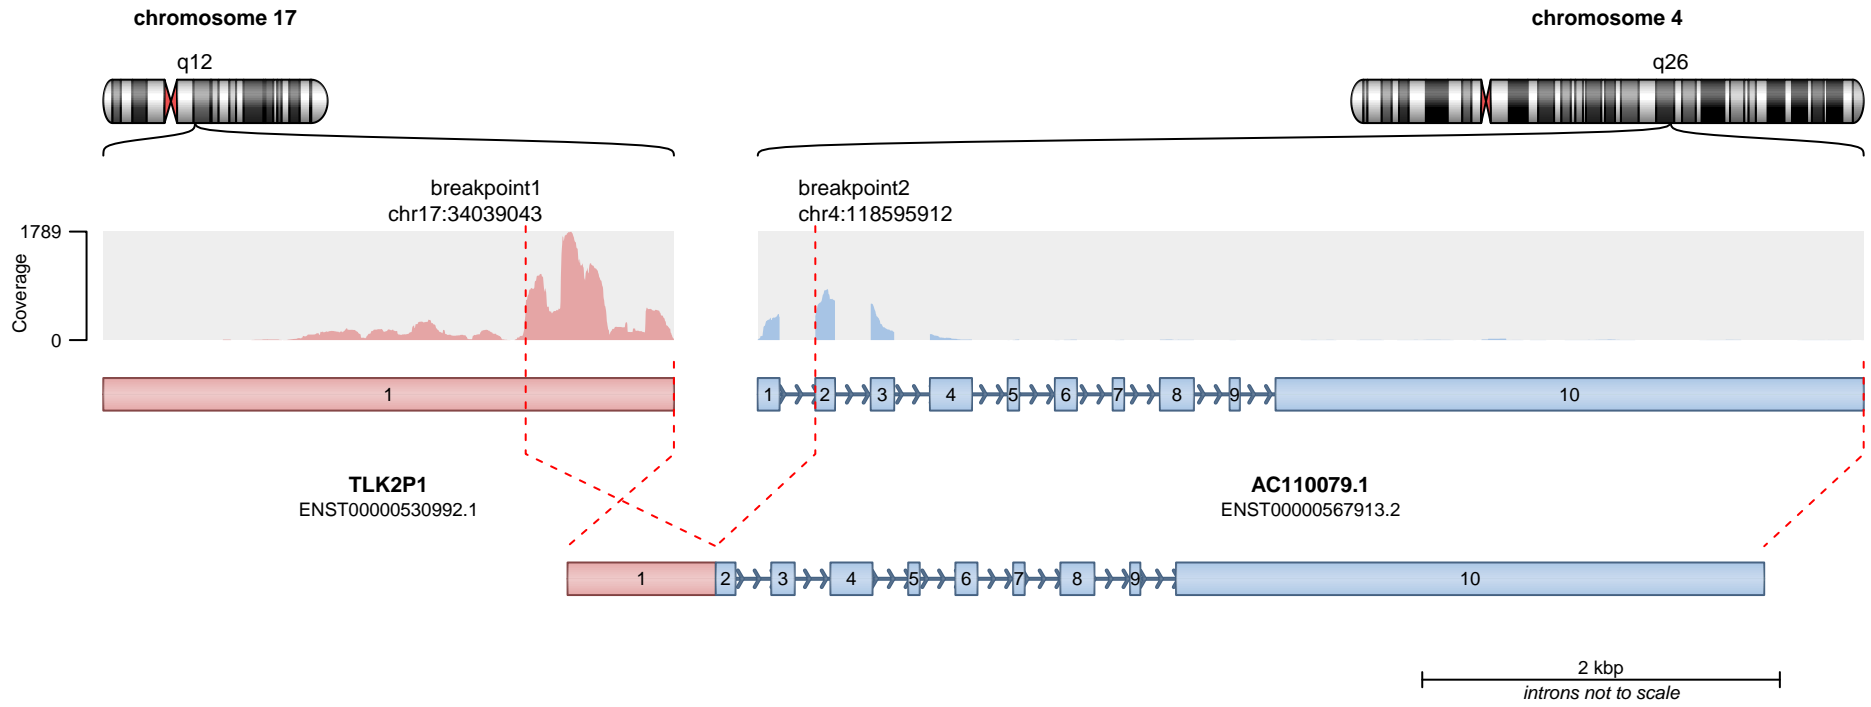 chromosome 17
chromosome 4
q12
q26
breakpoint1
chr17:34039043
breakpoint2
chr4:118595912
1789
Coverage
0
1
1 2 3 4 5 6 7 8 9 10
TLK2P1
ENST00000530992.1
AC110079.1
ENST00000567913.2
1 2 3 4 5 6 7 8 9 10
2 kbp
introns not to scale